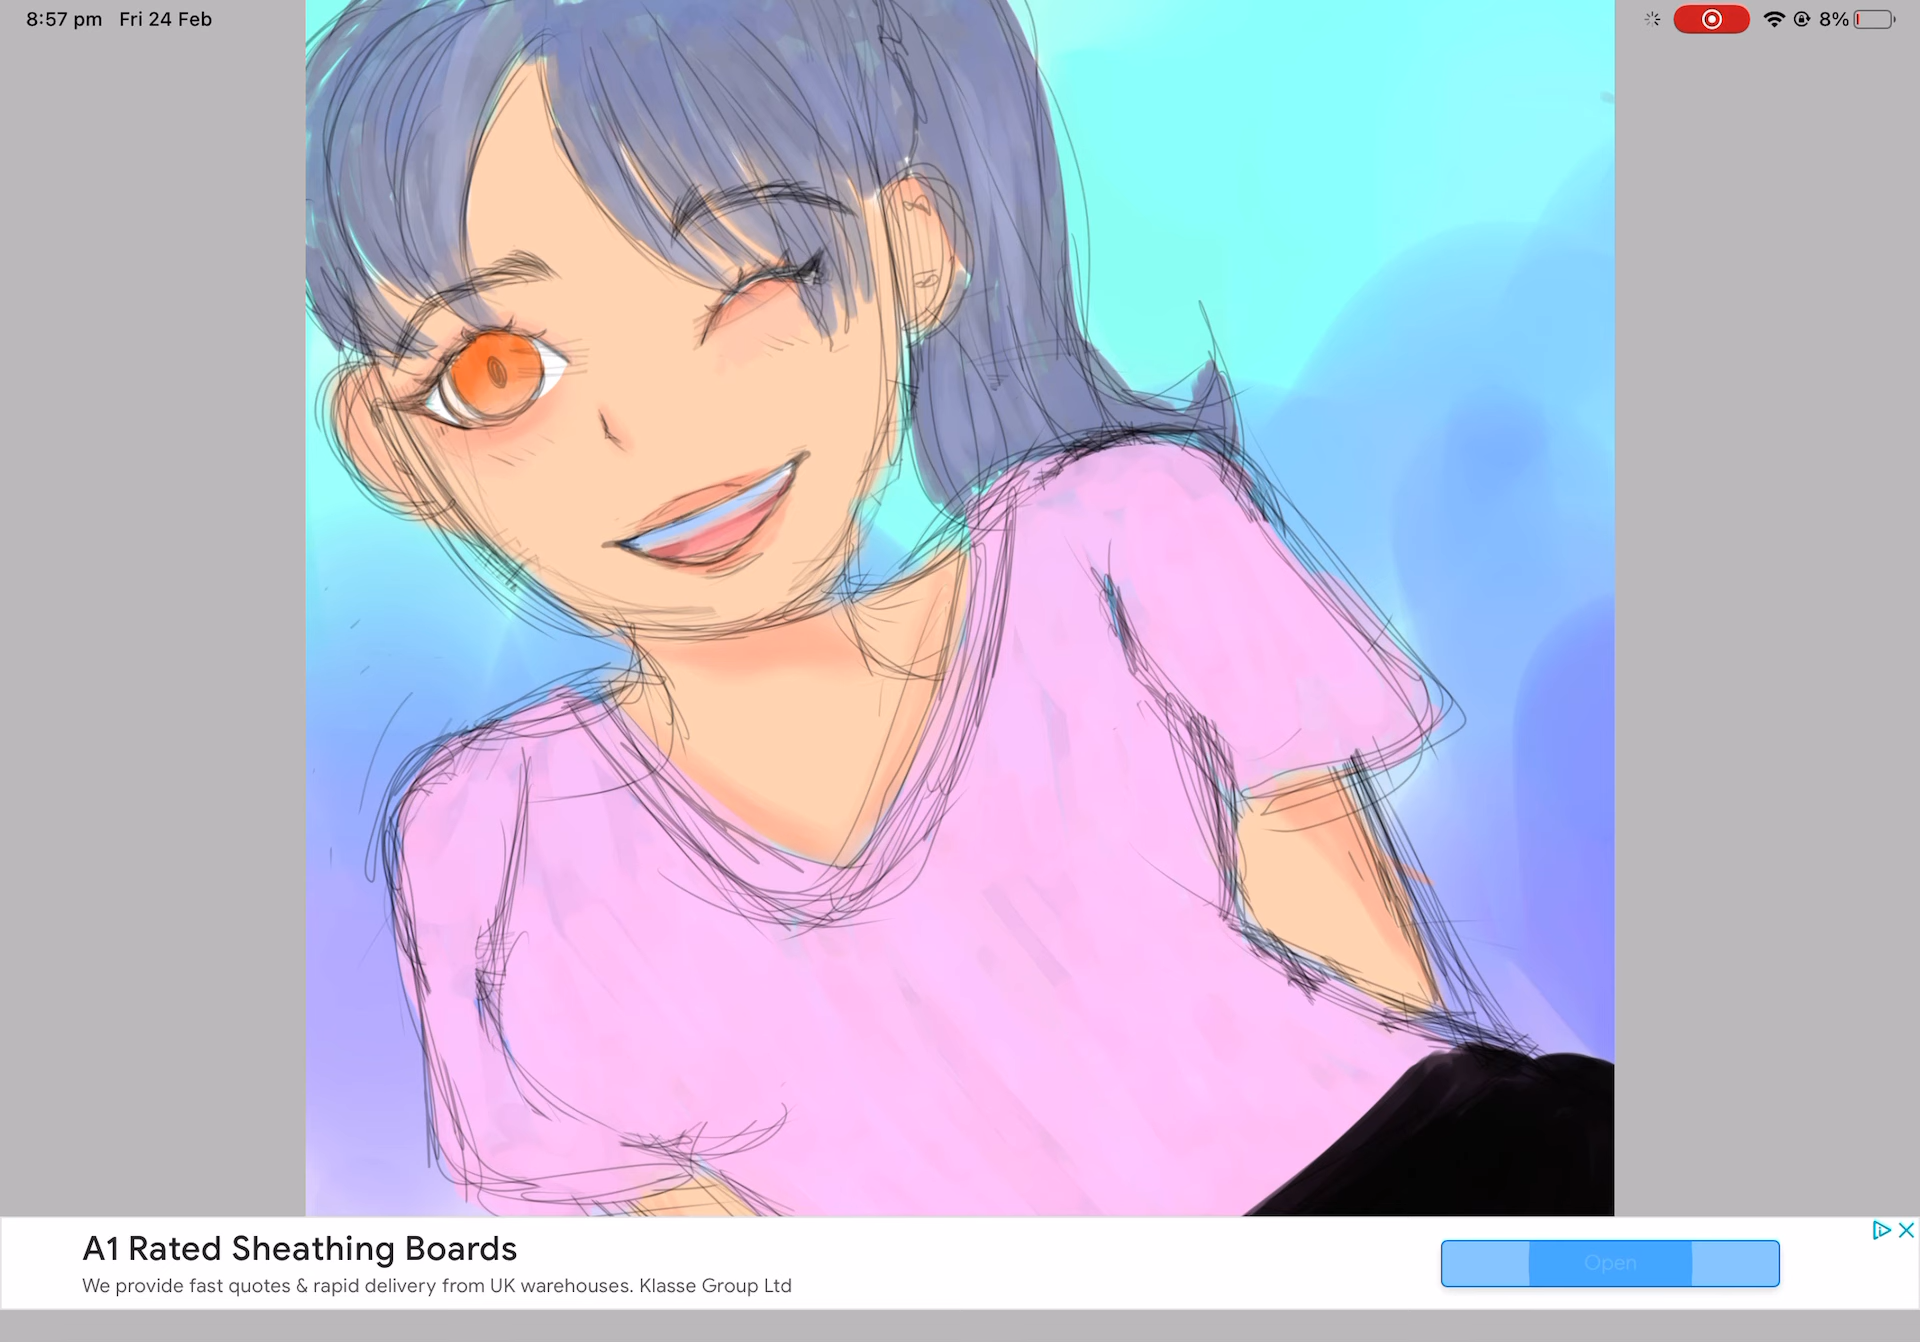 8:57 pm Fri 24 Feb
8%
A1 Rated Sheathing Boards
We provide fast quotes & rapid delivery from UK warehouses. Klasse Group Ltd
Open